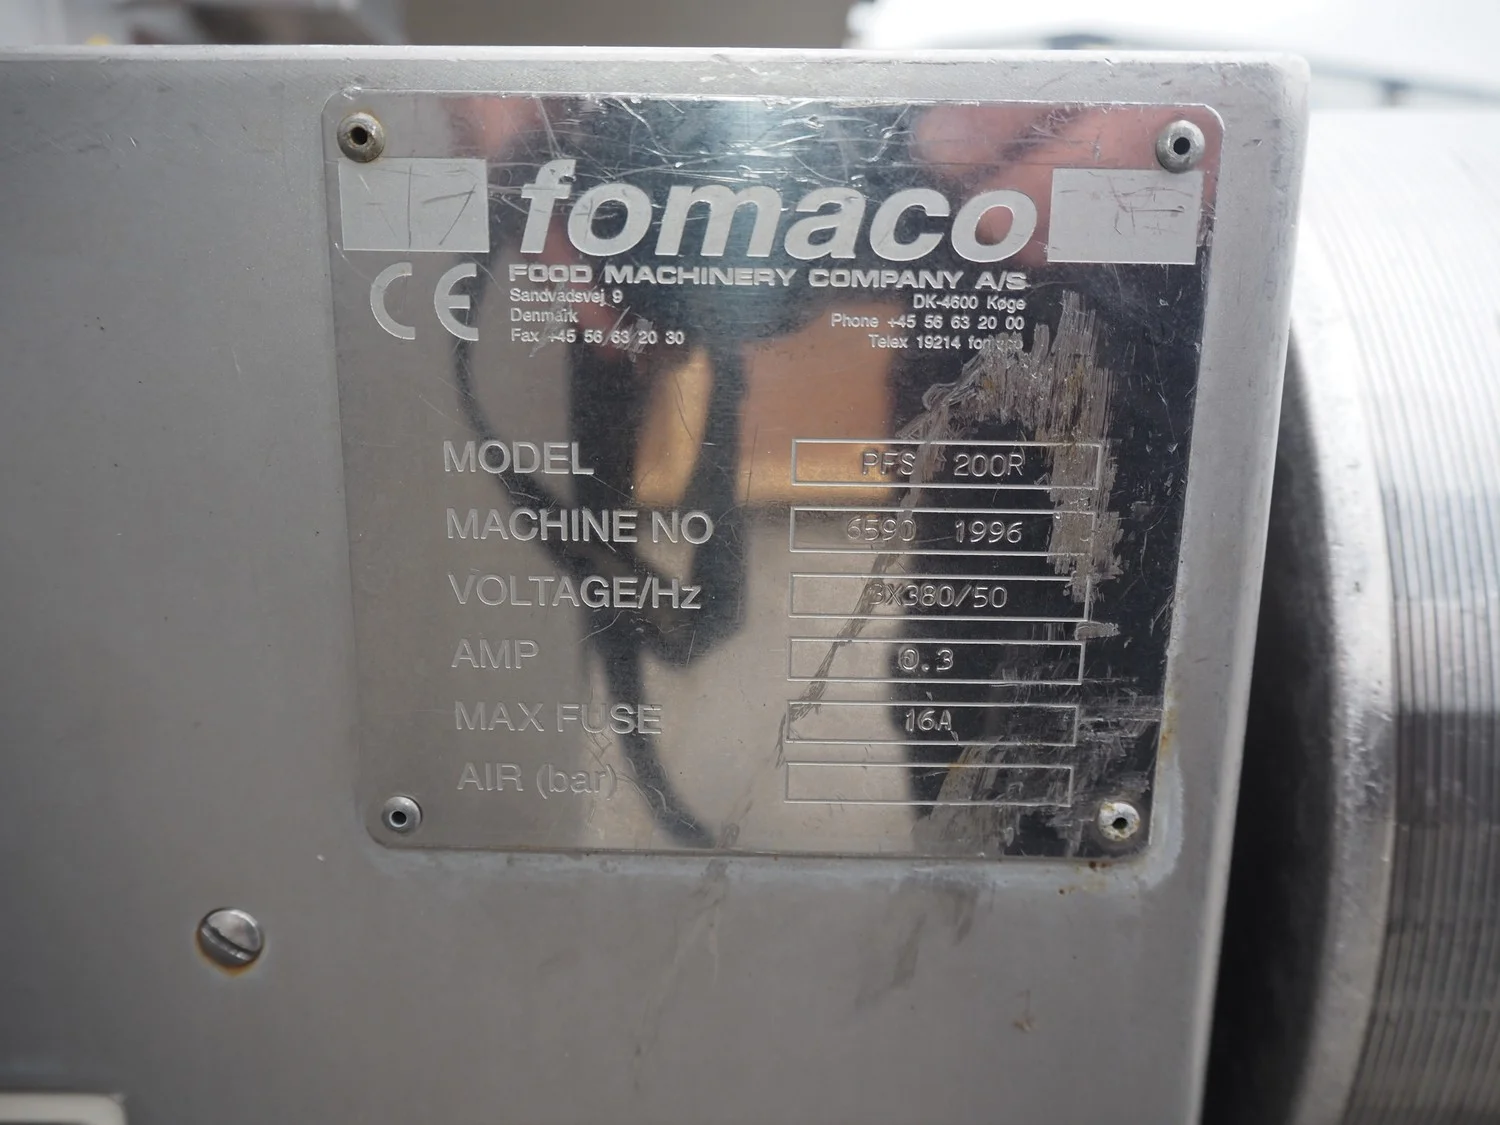 fomaco
FOOD MACHINERY COMPANY A/S
CE
Sandvadsvej 9 DK-4600 Køge
Denmark Phone +45 56 63 20 00
Fax +45 56 63 20 30 Telex 19214
MODEL PFS 200R
MACHINE NO 6590 1996
VOLTAGE/Hz 3X380/50
AMP 0.3
MAX FUSE 16A
AIR (bar)